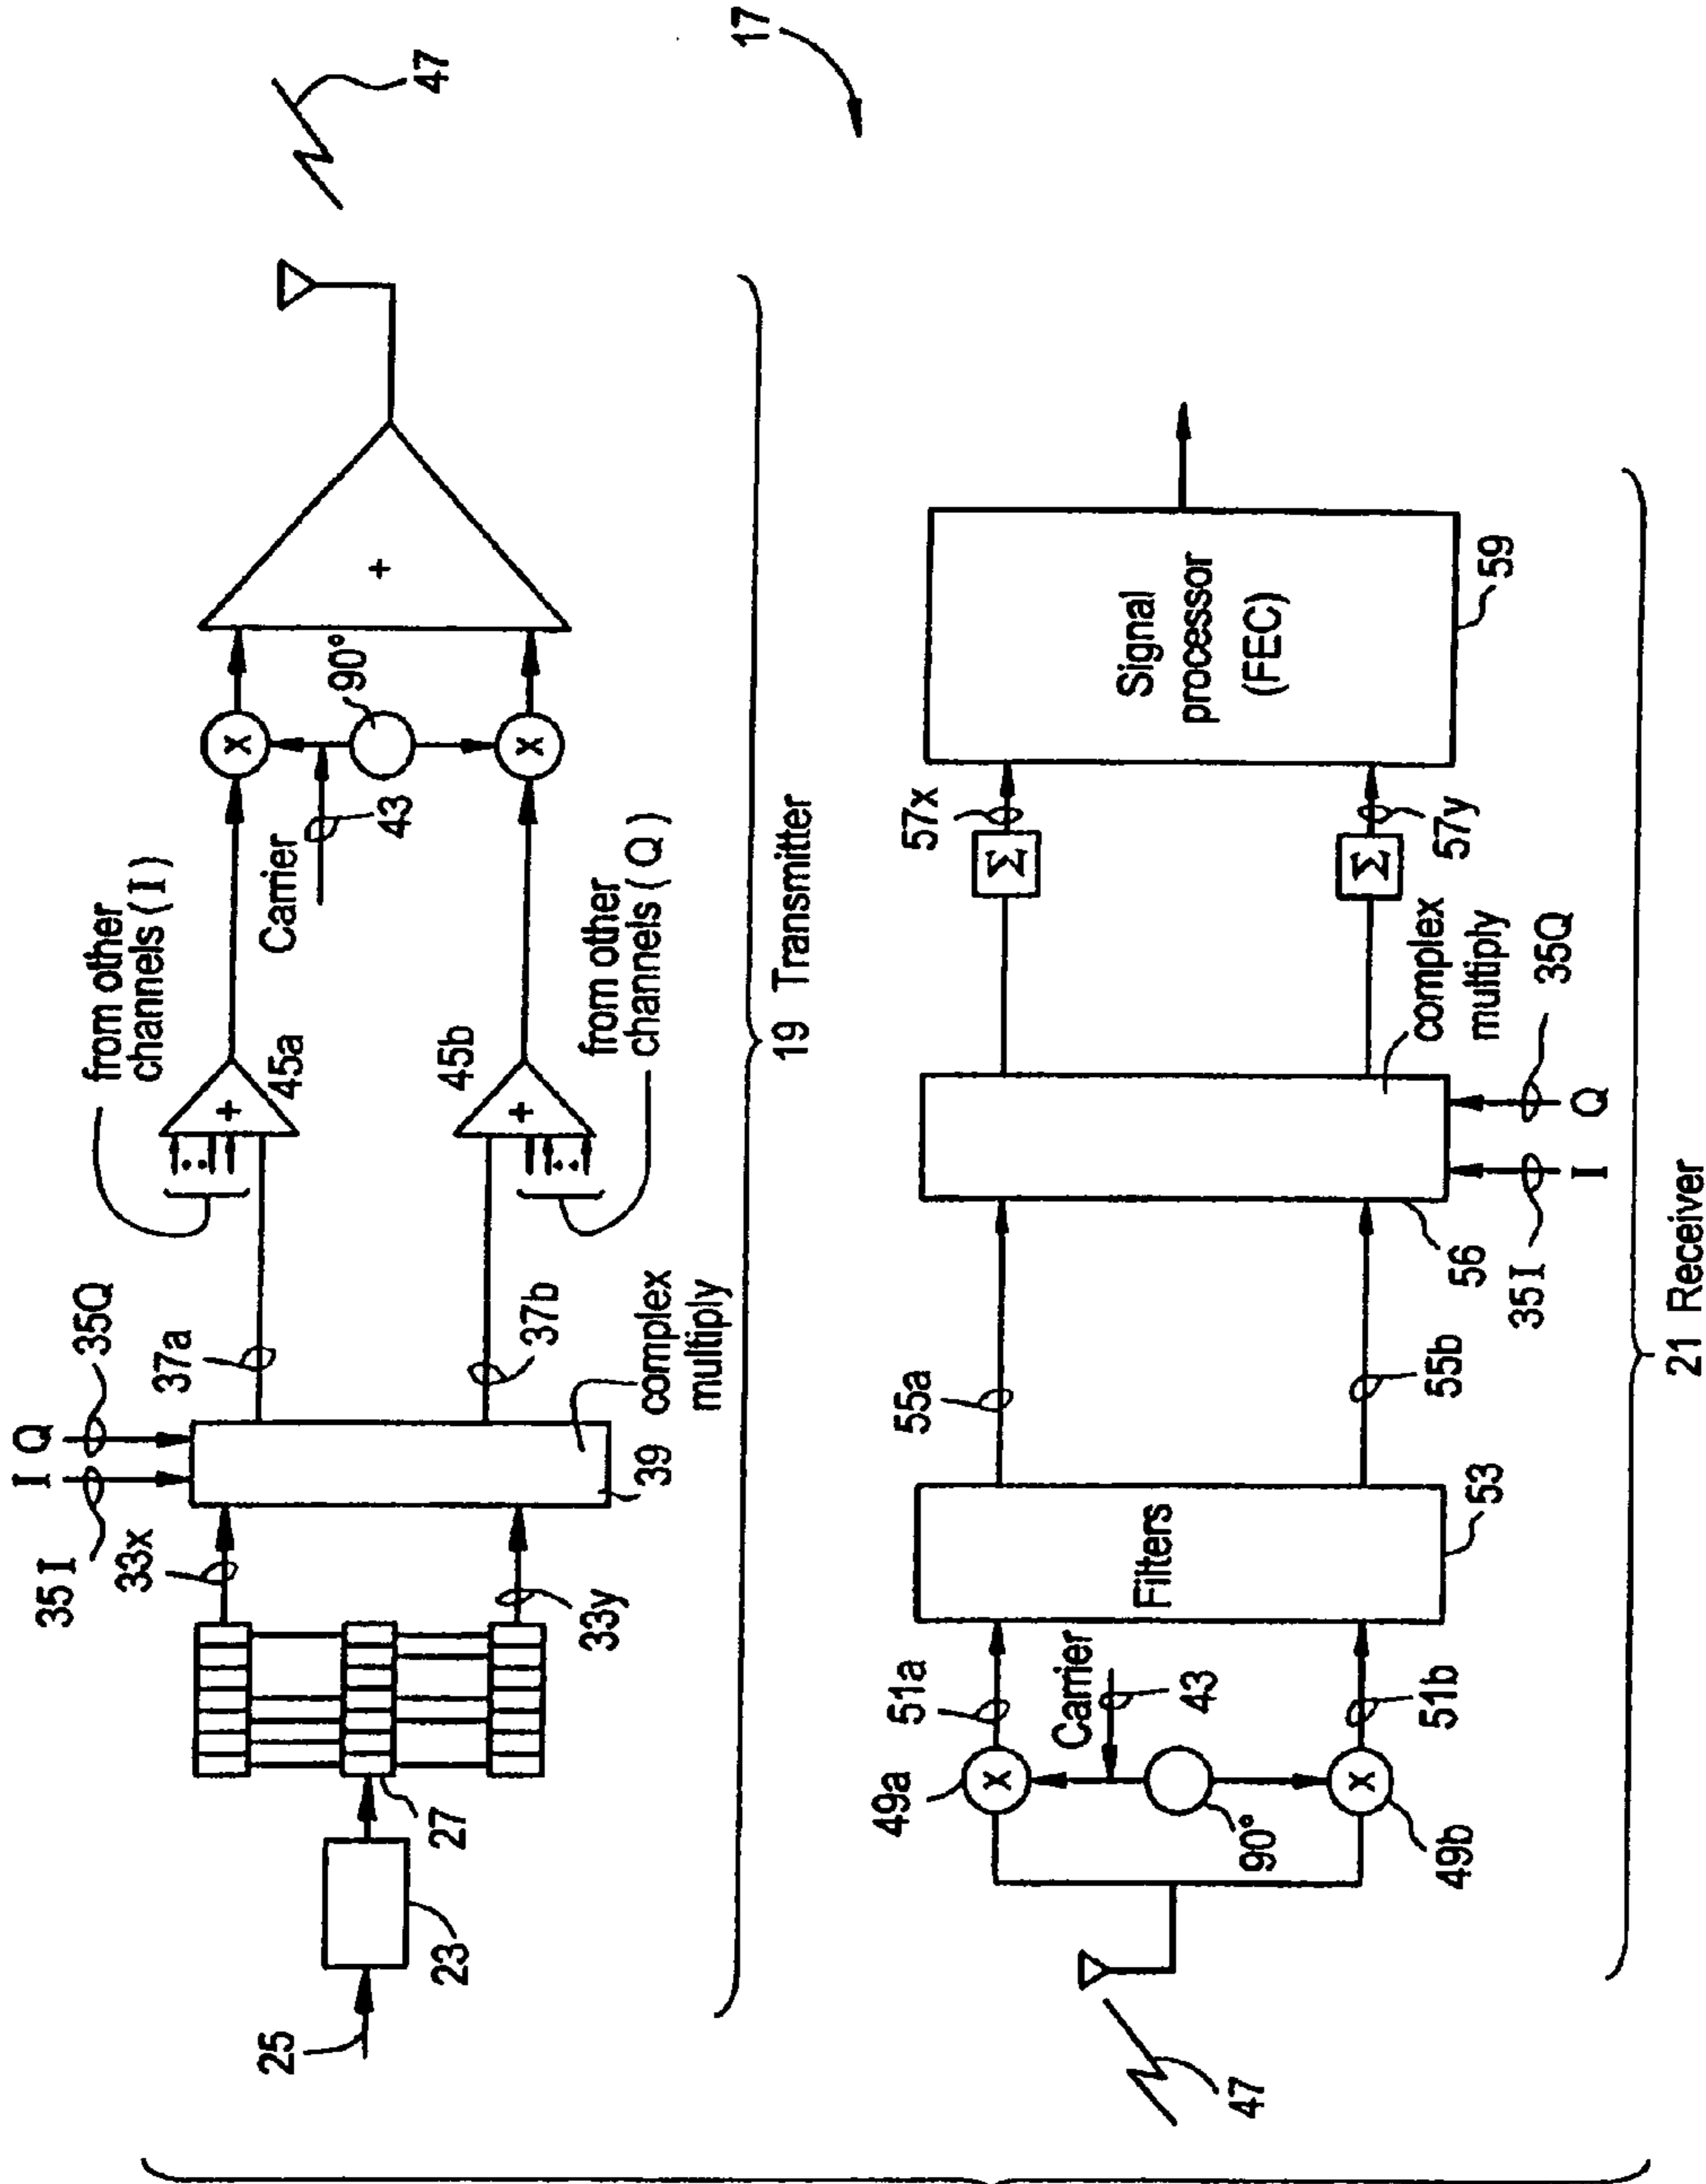 47
17
25
23
27
33x
33y
35I
I
Q
35Q
37a
37b
39
complex
multiply
from other
channels (I)
+
45a
45b
+
from other
channels (Q)
Carrier
43
X
90°
X
+
19 Transmitter
47
49a
X
90°
49b
X
Carrier
43
51a
51b
Filters
53
55a
55b
56
35I
I
Q
35Q
complex
multiply
Σ
57x
Σ
57y
Signal
processor
(FEC)
59
21 Receiver